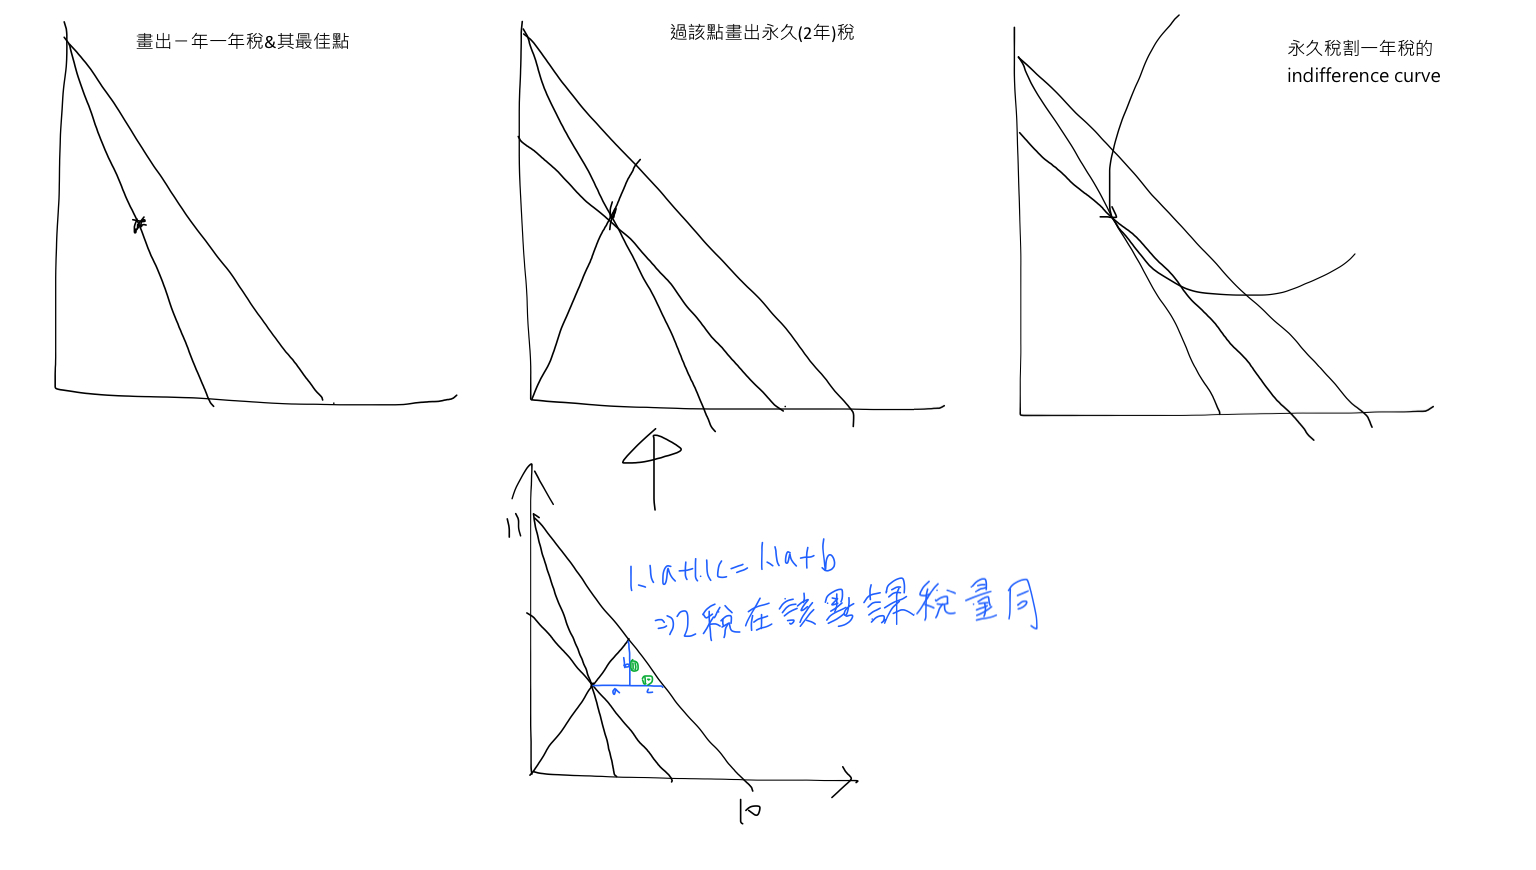 畫出一年一年稅&其最佳點
過該點畫出永久(2年)稅
永久稅割一年稅的
indifference curve
11
1.1a+1.1c=1.1a+b
⇒2稅在該點課稅量同
b
a
c
10